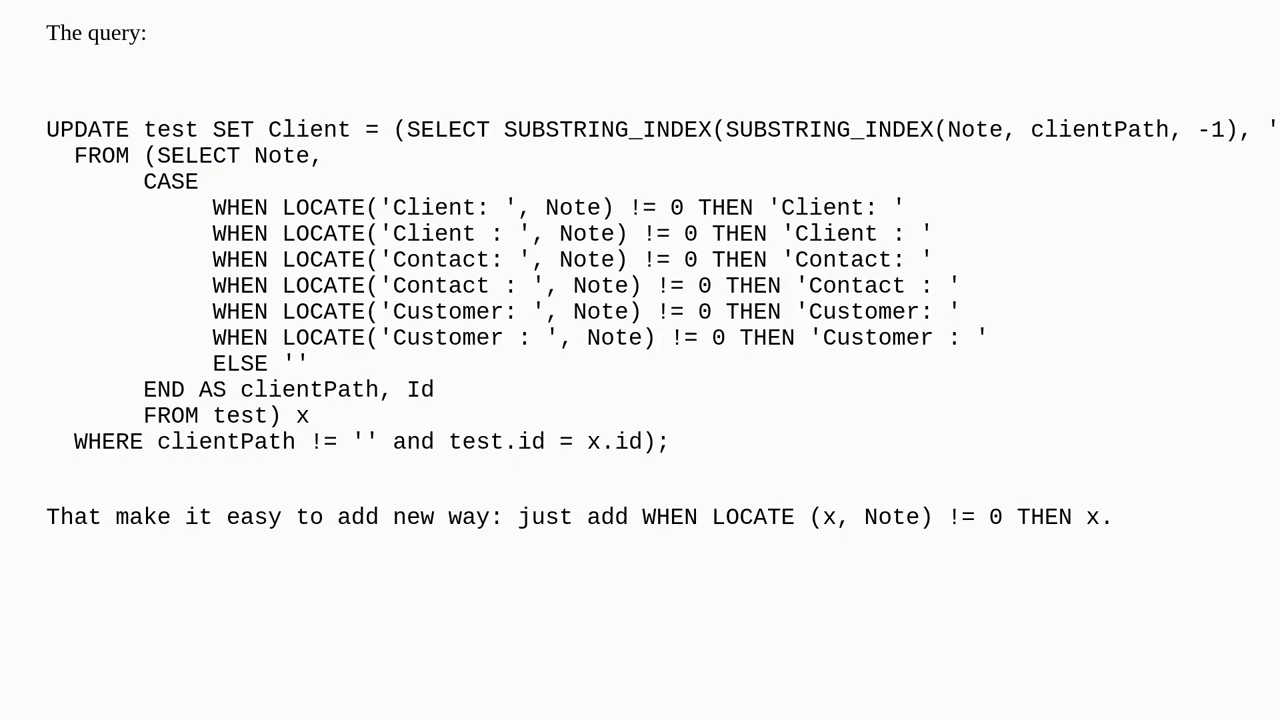 The query:
UPDATE test SET Client = (SELECT SUBSTRING_INDEX(SUBSTRING_INDEX(Note, clientPath, -1), '
FROM (SELECT Note,
CASE
WHEN LOCATE('Client: ', Note) != 0 THEN 'Client: '
WHEN LOCATE('Client : ', Note) != 0 THEN 'Client : '
WHEN LOCATE('Contact: ', Note) != 0 THEN 'Contact: '
WHEN LOCATE('Contact : ', Note) != 0 THEN 'Contact : '
WHEN LOCATE('Customer: ', Note) != 0 THEN 'Customer: '
WHEN LOCATE('Customer : ', Note) != 0 THEN 'Customer : '
ELSE ''
END AS clientPath, Id
FROM test) x
WHERE clientPath != '' and test.id = x.id);
That make it easy to add new way: just add WHEN LOCATE (x, Note) != 0 THEN x.